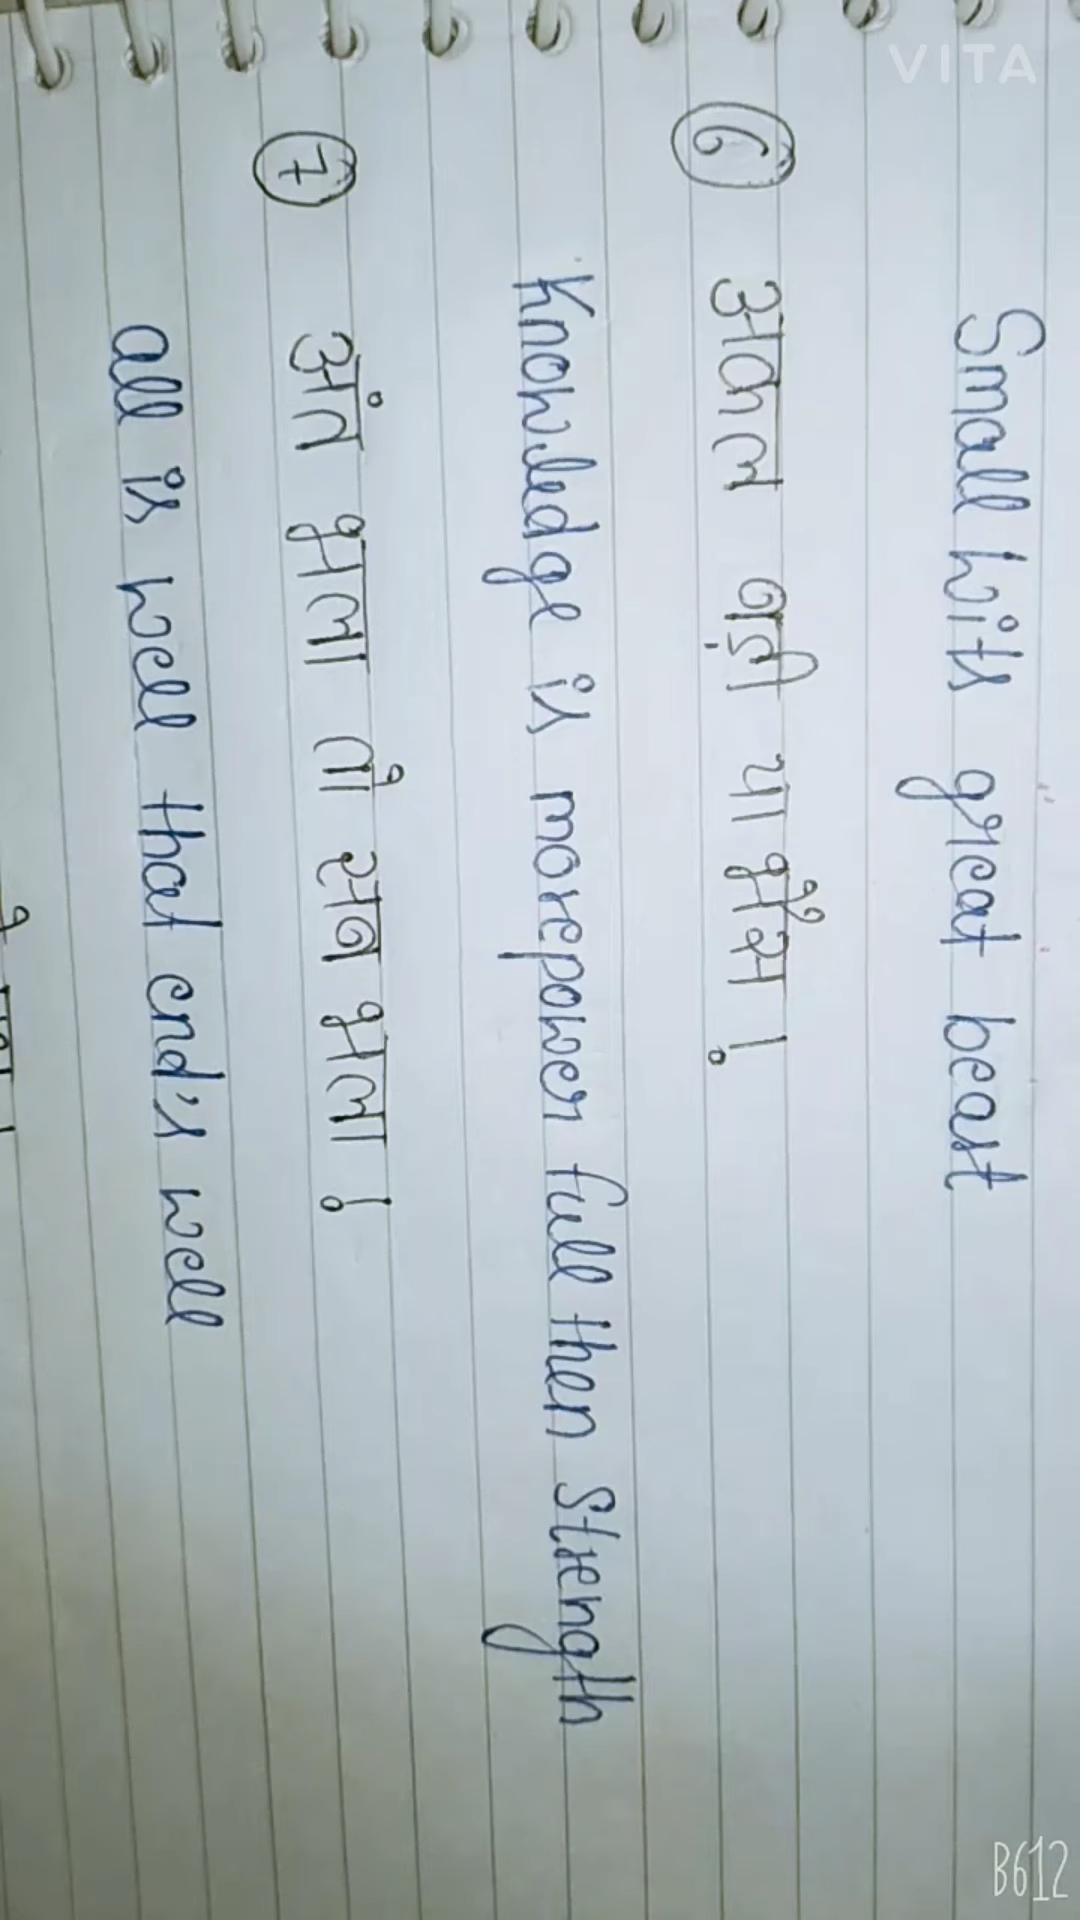 Small wits great beast
6 अकल बड़ी या भैंस!
Knowledge is morepower full then strength
7 अंत भला तो सब भला!
all is well that end's well
VITA
B612